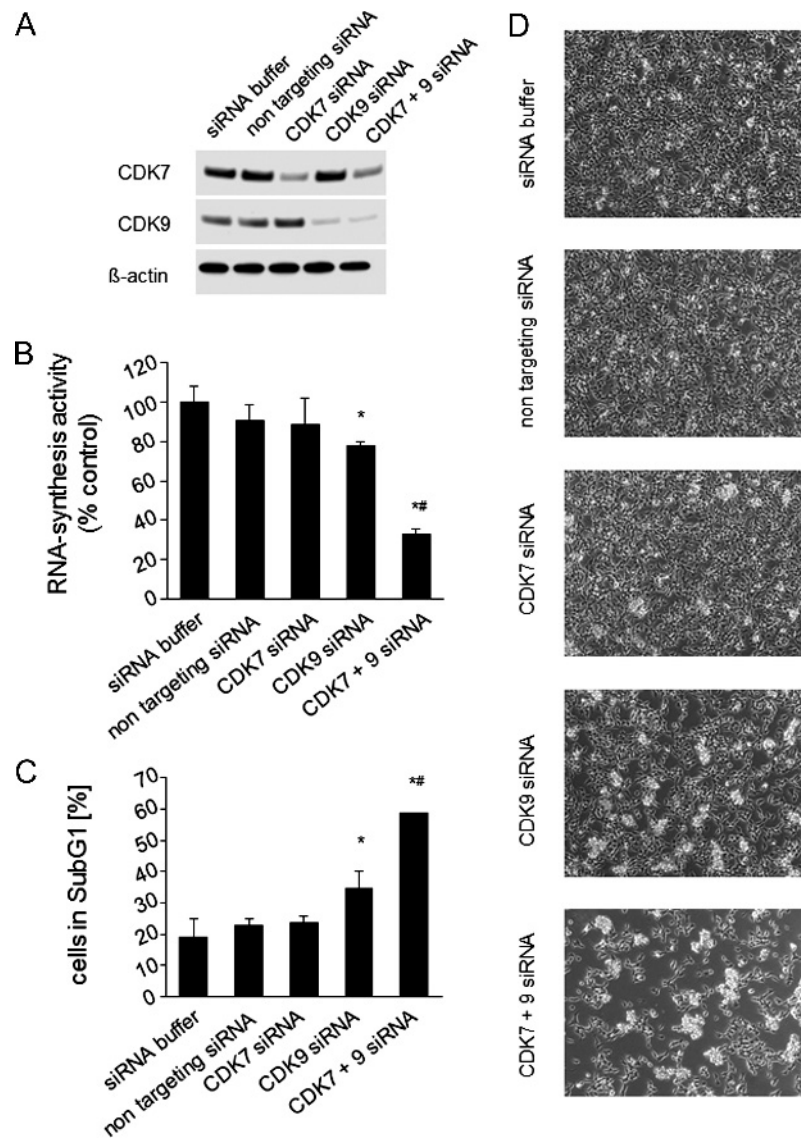 A
siRNA buffer
non targeting siRNA
CDK7 siRNA
CDK9 siRNA
CDK7 + 9 siRNA
CDK7
CDK9
ß-actin
B
RNA-synthesis activity
(% control)
120
100
80
60
40
20
0
*
*#
siRNA buffer
non targeting siRNA
CDK7 siRNA
CDK9 siRNA
CDK7 + 9 siRNA
C
cells in SubG1 [%]
70
60
50
40
30
20
10
0
*
*#
siRNA buffer
non targeting siRNA
CDK7 siRNA
CDK9 siRNA
CDK7 + 9 siRNA
D
siRNA buffer
non targeting siRNA
CDK7 siRNA
CDK9 siRNA
CDK7 + 9 siRNA